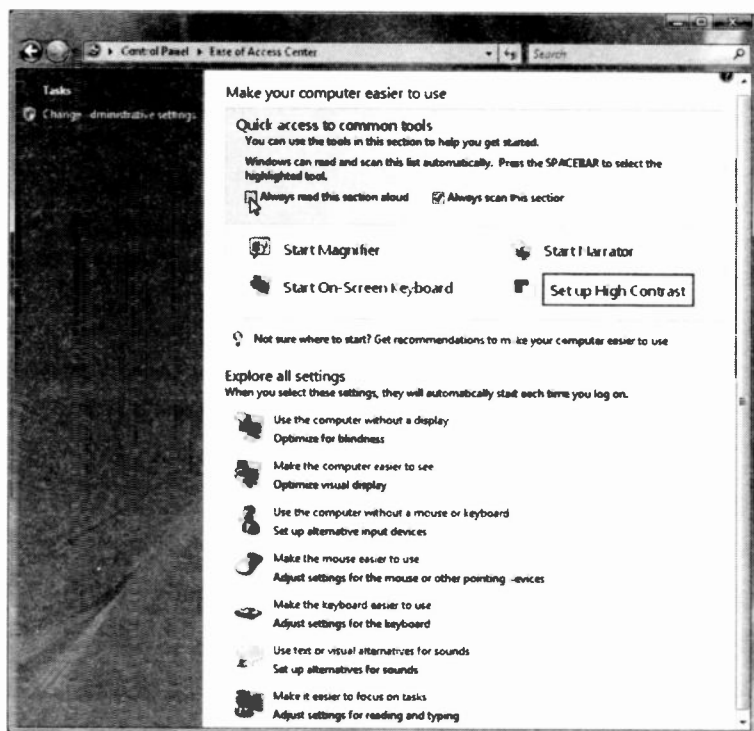 Control Panel ▸ Ease of Access Center
Search
Tasks
Change dministrative settings
Make your computer easier to use
Quick access to common tools
You can use the tools in this section to help you get started.
Windows can read and scan this list automatically. Press the SPACEBAR to select the
highlighted tool.
Always read this section aloud
Always scan this section
Start Magnifier
Start Narrator
Start On-Screen Keyboard
Set up High Contrast
Not sure where to start? Get recommendations to make your computer easier to use
Explore all settings
When you select these settings, they will automatically start each time you log on.
Use the computer without a display
Optimize for blindness
Make the computer easier to see
Optimize visual display
Use the computer without a mouse or keyboard
Set up alternative input devices
Make the mouse easier to use
Adjust settings for the mouse or other pointing devices
Make the keyboard easier to use
Adjust settings for the keyboard
Use text or visual alternatives for sounds
Set up alternatives for sounds
Make it easier to focus on tasks
Adjust settings for reading and typing